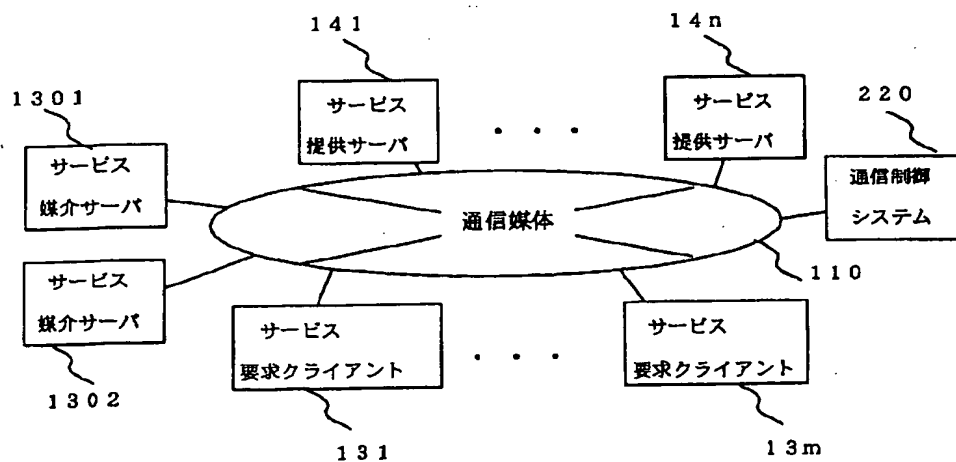 141
14n
1301
220
サービス
提供サーバ
・・・
サービス
提供サーバ
サービス
媒介サーバ
通信制御
システム
通信媒体
110
サービス
媒介サーバ
サービス
要求クライアント
・・・
サービス
要求クライアント
1302
131
13m